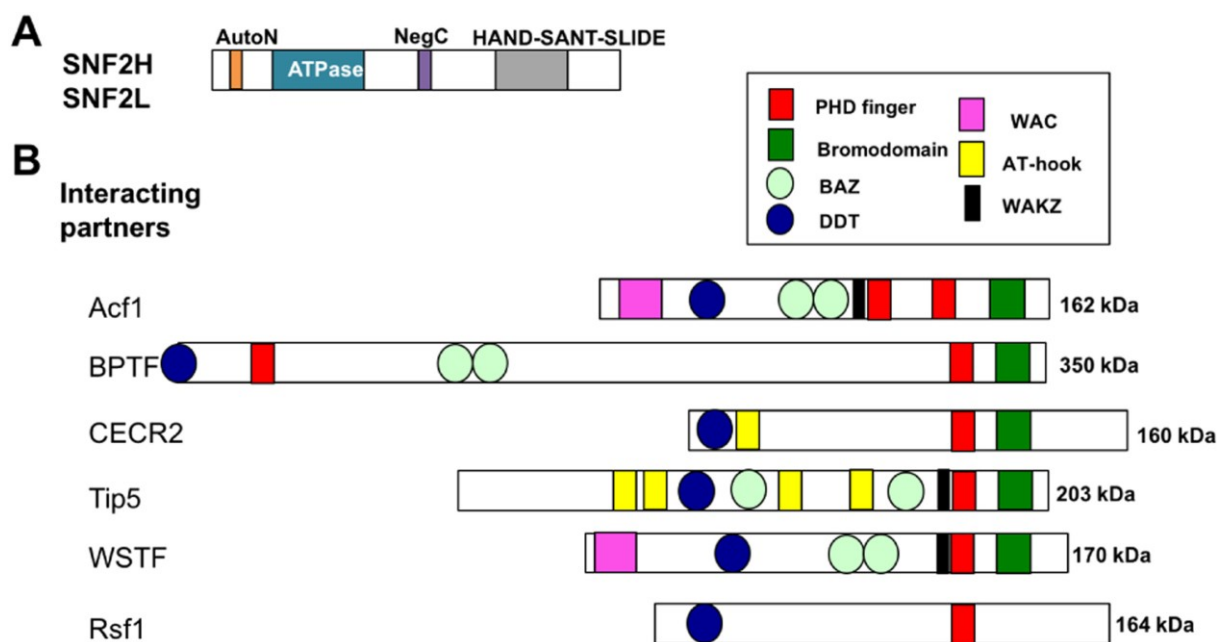 A
AutoN
NegC
HAND-SANT-SLIDE
SNF2H
SNF2L
ATPase
PHD finger
Bromodomain
BAZ
DDT
WAC
AT-hook
WAKZ
B
Interacting
partners
Acf1
162 kDa
BPTF
350 kDa
CECR2
160 kDa
Tip5
203 kDa
WSTF
170 kDa
Rsf1
164 kDa